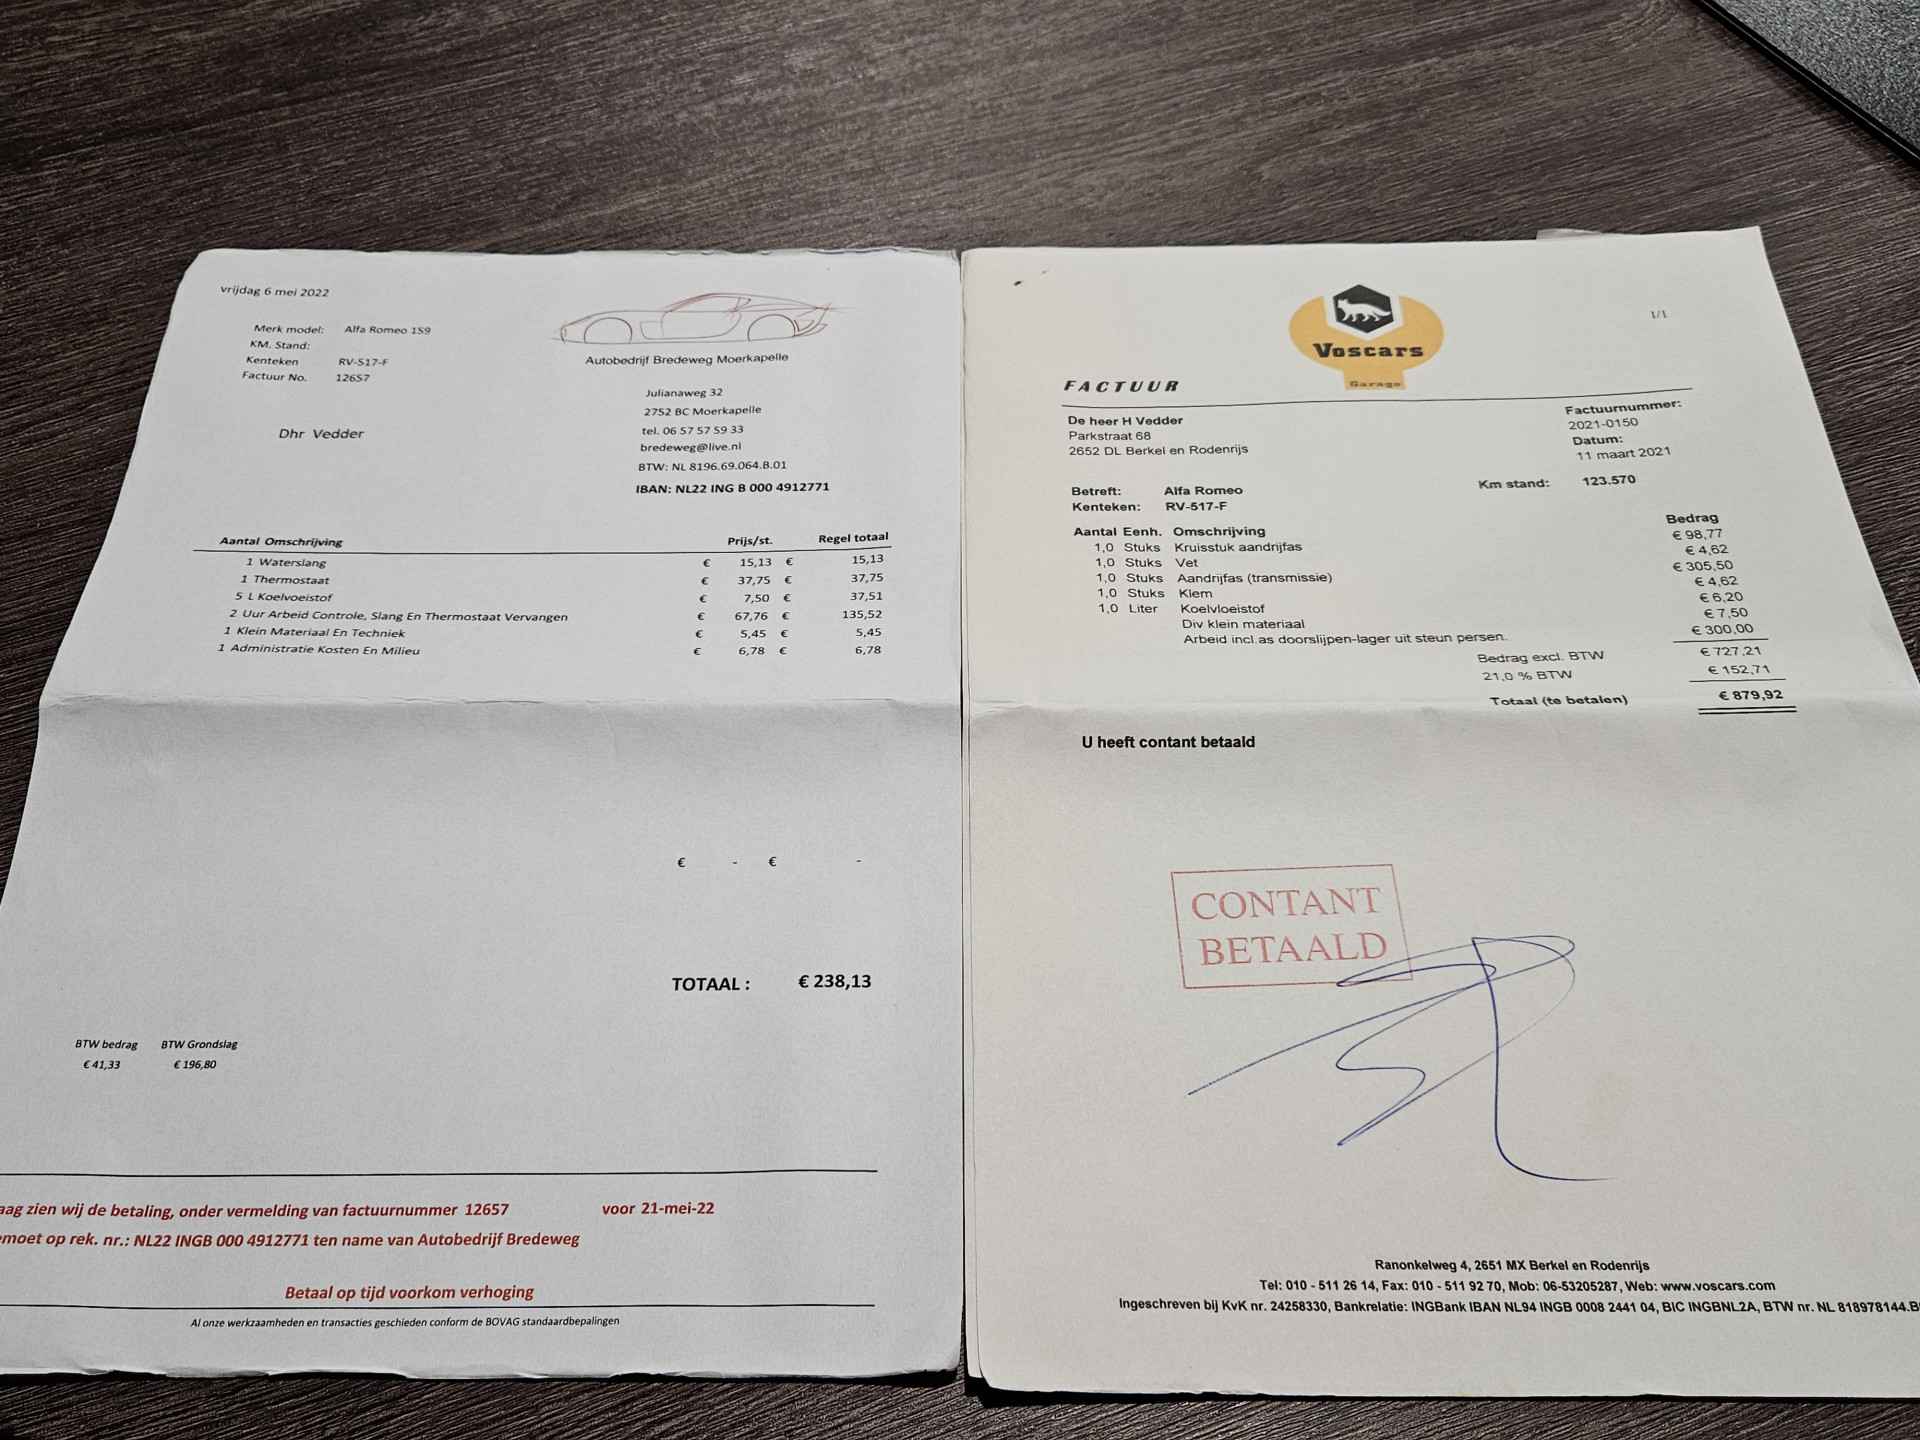 vrijdag 6 mei 2022
Merk model: Alfa Romeo 159
KM. Stand:
Kenteken RV-517-F
Factuur No. 12657
Autobedrijf Bredeweg Moerkapelle
Julianaweg 32
2752 BC Moerkapelle
tel. 06 57 57 59 33
bredeweg@live.nl
BTW: NL 8196.69.064.B.01
IBAN: NL22 ING B 000 4912771
Dhr Vedder
Aantal Omschrijving Prijs/st. Regel totaal
1 Waterslang € 15,13 € 15,13
1 Thermostaat € 37,75 € 37,75
5 L Koelvoeistof € 7,50 € 37,51
2 Uur Arbeid Controle, Slang En Thermostaat Vervangen € 67,76 € 135,52
1 Klein Materiaal En Techniek € 5,45 € 5,45
1 Administratie Kosten En Milieu € 6,78 € 6,78
€ - € -
TOTAAL : € 238,13
BTW bedrag BTW Grondslag
€ 41,33 € 196,80
zien wij de betaling, onder vermelding van factuurnummer 12657 voor 21-mei-22
op rek. nr.: NL22 INGB 000 4912771 ten name van Autobedrijf Bredeweg
Betaal op tijd voorkom verhoging
Al onze werkzaamheden en transacties geschieden conform de BOVAG standaardbepalingen
Voscars
Garage
1/1
FACTUUR
De heer H Vedder
Parkstraat 68
2652 DL Berkel en Rodenrijs
Factuurnummer:
2021-0150
Datum:
11 maart 2021
Betreft: Alfa Romeo
Kenteken: RV-517-F
Km stand: 123.570
Aantal Eenh. Omschrijving Bedrag
1,0 Stuks Kruisstuk aandrijfas € 98,77
1,0 Stuks Vet € 4,62
1,0 Stuks Aandrijfas (transmissie) € 305,50
1,0 Stuks Klem € 4,62
1,0 Liter Koelvloeistof € 6,20
Div klein materiaal € 7,50
Arbeid incl.as doorslijpen-lager uit steun persen. € 300,00
Bedrag excl. BTW € 727,21
21,0 % BTW € 152,71
Totaal (te betalen) € 879,92
U heeft contant betaald
CONTANT
BETAALD
Ranonkelweg 4, 2651 MX Berkel en Rodenrijs
Tel: 010 - 511 26 14, Fax: 010 - 511 92 70, Mob: 06-53205287, Web: www.voscars.com
Ingeschreven bij KvK nr. 24258330, Bankrelatie: INGBank IBAN NL94 INGB 0008 2441 04, BIC INGBNL2A, BTW nr. NL 818978144.B